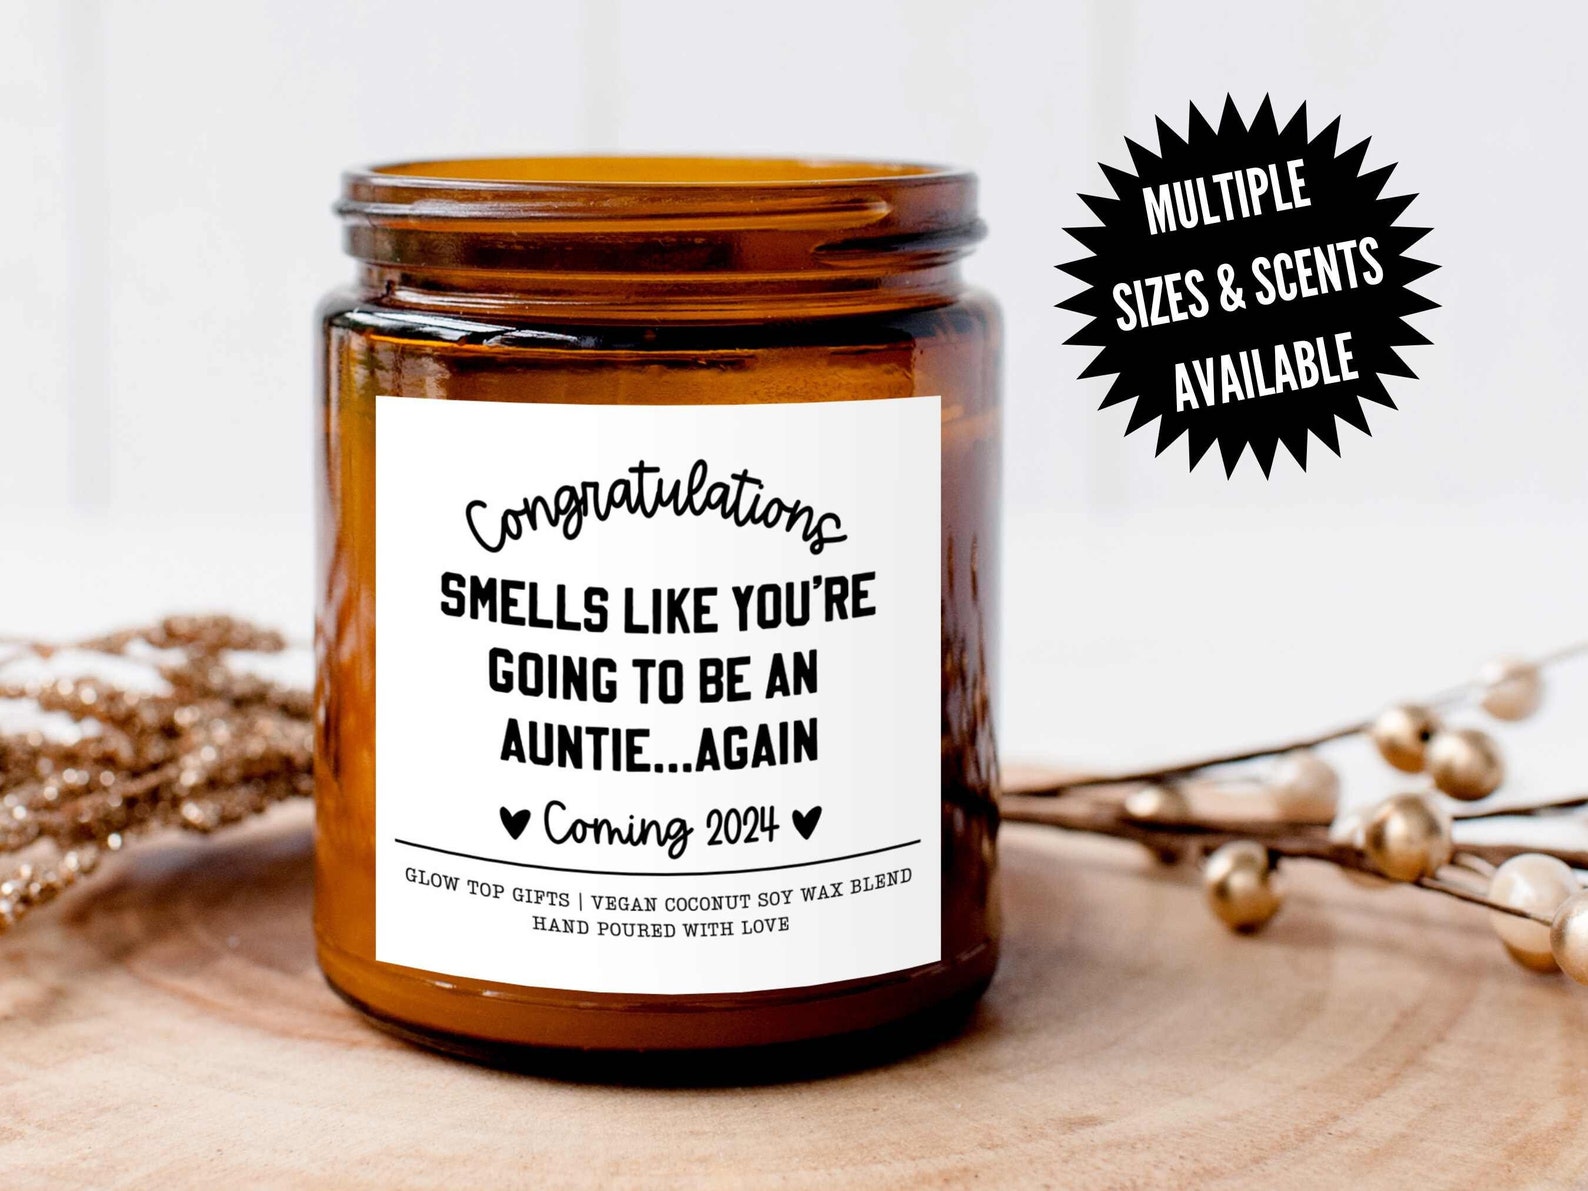 Congratulations
SMELLS LIKE YOU'RE
GOING TO BE AN
AUNTIE...AGAIN
Coming 2024
GLOW TOP GIFTS | VEGAN COCONUT SOY WAX BLEND
HAND POURED WITH LOVE
MULTIPLE
SIZES & SCENTS
AVAILABLE